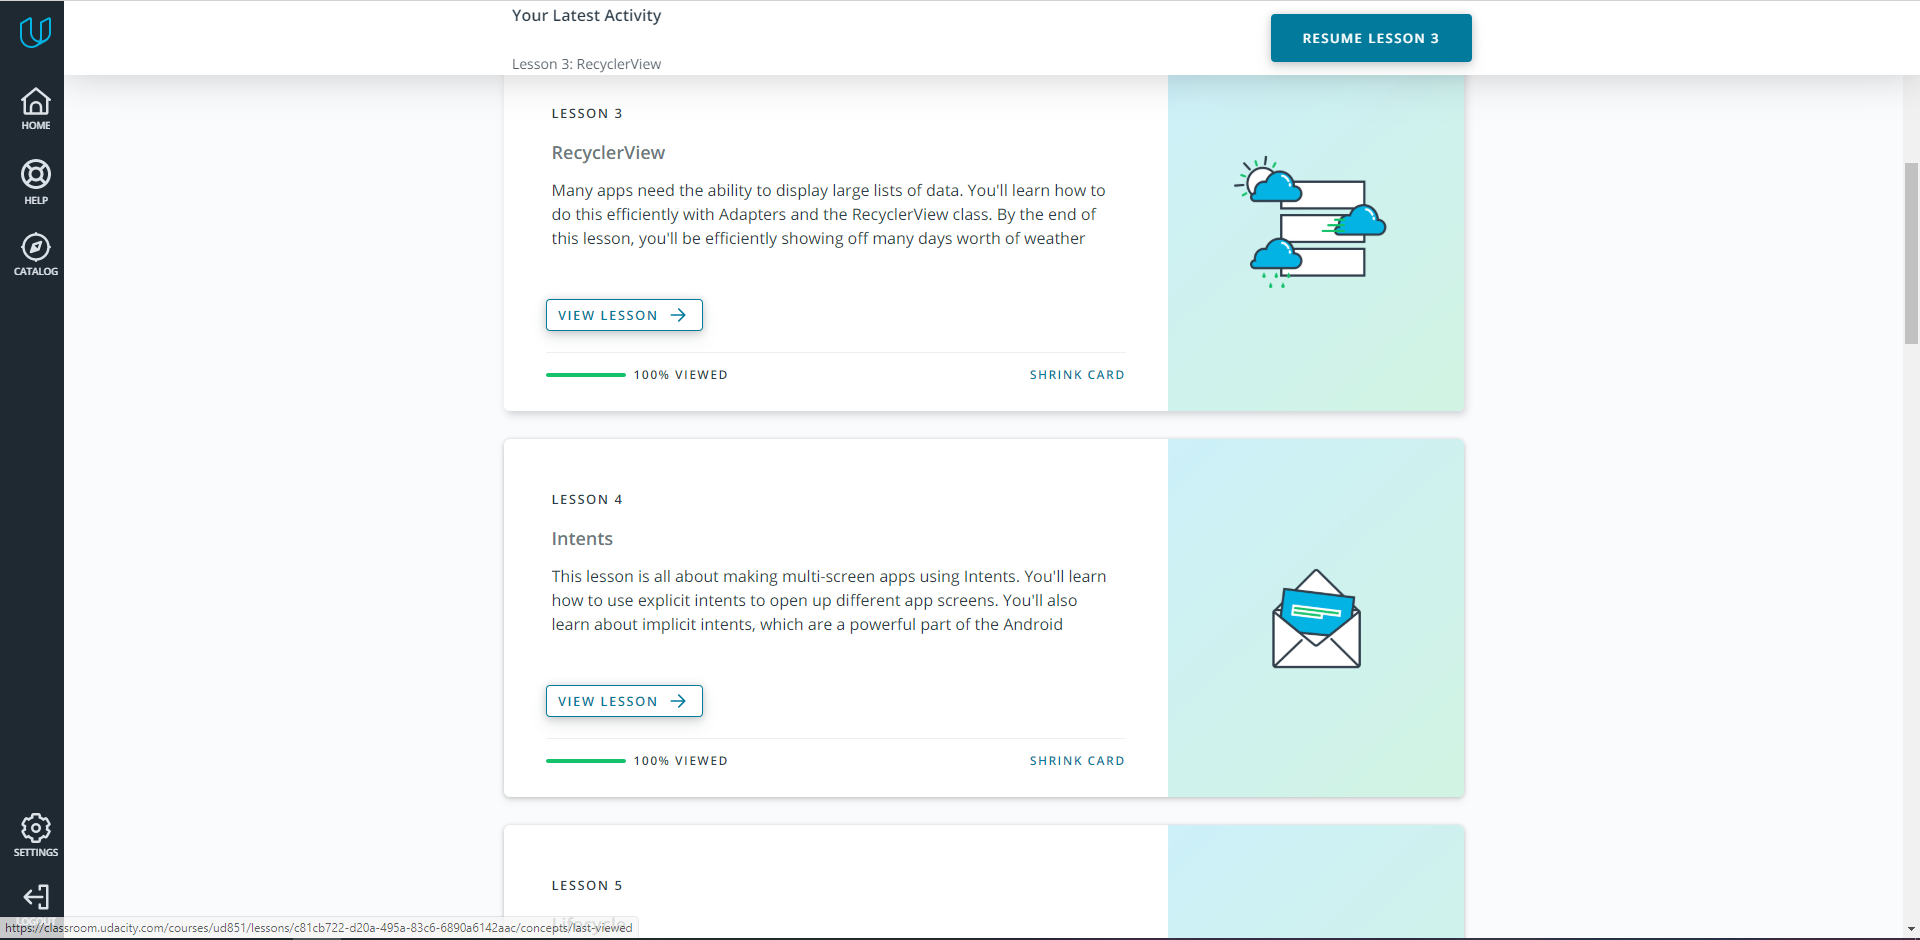 Your Latest Activity
RESUME LESSON 3
Lesson 3: RecyclerView
HOME
HELP
CATALOG
SETTINGS
LOGOUT
LESSON 3
RecyclerView
Many apps need the ability to display large lists of data. You'll learn how to
do this efficiently with Adapters and the RecyclerView class. By the end of
this lesson, you'll be efficiently showing off many days worth of weather
VIEW LESSON
100% VIEWED
SHRINK CARD
LESSON 4
Intents
This lesson is all about making multi-screen apps using Intents. You'll learn
how to use explicit intents to open up different app screens. You'll also
learn about implicit intents, which are a powerful part of the Android
VIEW LESSON
100% VIEWED
SHRINK CARD
LESSON 5
Lifecycle
https://classroom.udacity.com/courses/ud851/lessons/c81cb722-d20a-495a-83c6-6890a6142aac/concepts/last-viewed